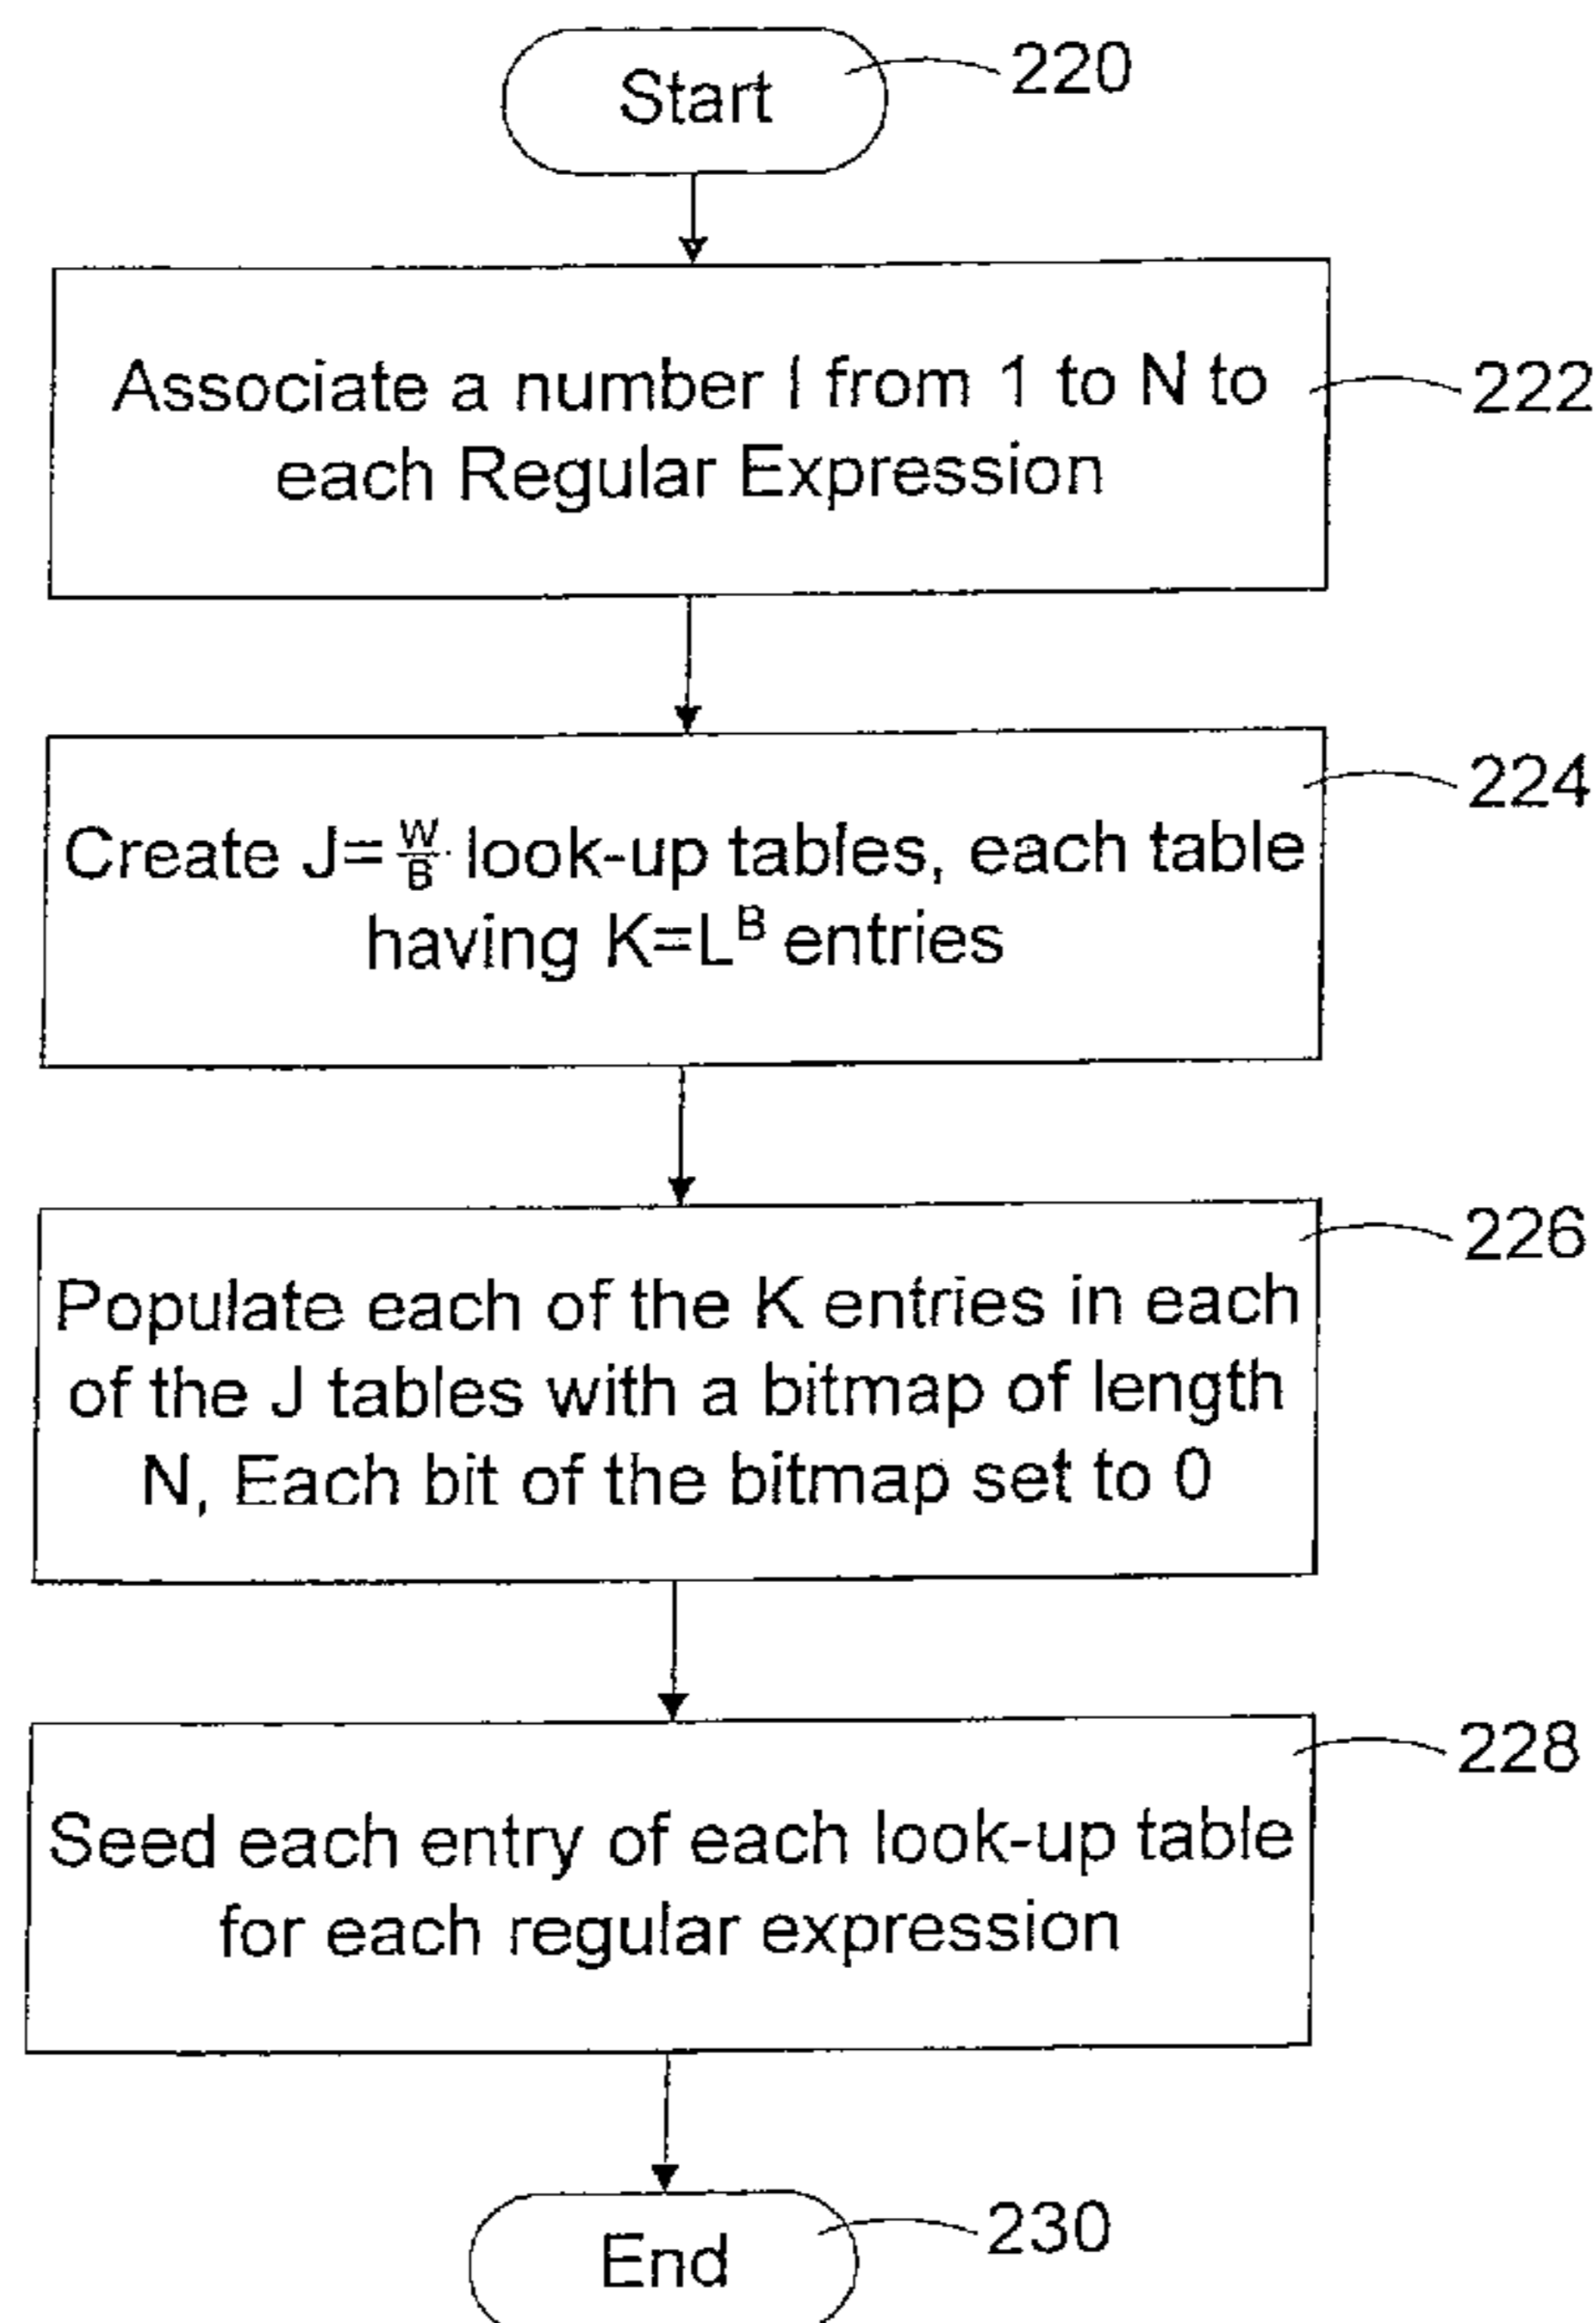 Start
220
Associate a number I from 1 to N to
each Regular Expression
222
Create J=W/B look-up tables, each table
having K=L^B entries
224
Populate each of the K entries in each
of the J tables with a bitmap of length
N, Each bit of the bitmap set to 0
226
Seed each entry of each look-up table
for each regular expression
228
End
230